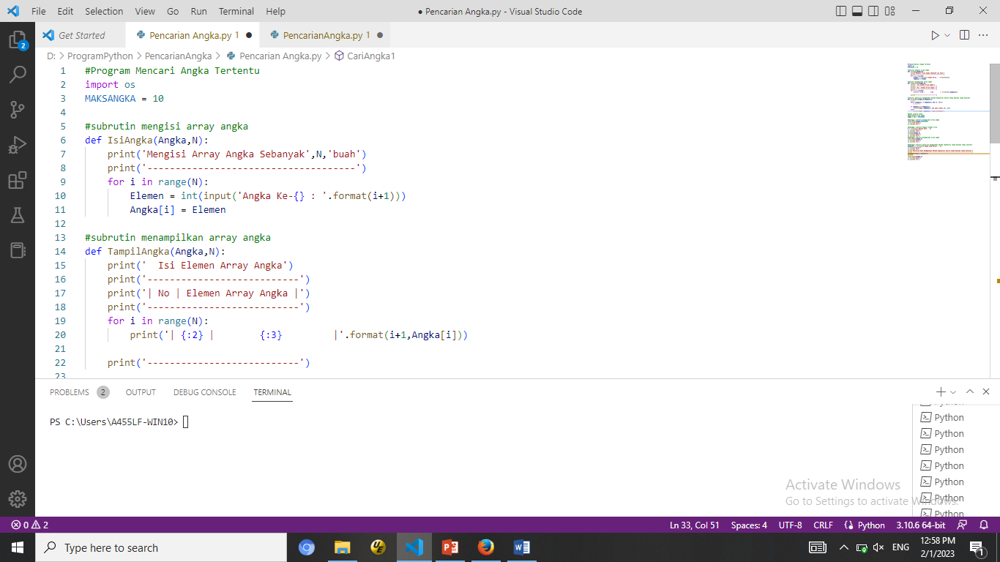 File Edit Selection View Go Run Terminal Help ● Pencarian Angka.py - Visual Studio Code
Get Started Pencarian Angka.py 1 ● PencarianAngka.py 1 ●
D: > ProgramPython > PencarianAngka > Pencarian Angka.py > CariAngka1
1 #Program Mencari Angka Tertentu
2 import os
3 MAKSANGKA = 10
4
5 #subrutin mengisi array angka
6 def IsiAngka(Angka,N):
7 print('Mengisi Array Angka Sebanyak',N,'buah')
8 print('-------------------------------------')
9 for i in range(N):
10 Elemen = int(input('Angka Ke-{} : '.format(i+1)))
11 Angka[i] = Elemen
12
13 #subrutin menampilkan array angka
14 def TampilAngka(Angka,N):
15 print('  Isi Elemen Array Angka')
16 print('---------------------------')
17 print('| No | Elemen Array Angka |')
18 print('---------------------------')
19 for i in range(N):
20 print('| {:2} |        {:3}         |'.format(i+1,Angka[i]))
21
22 print('---------------------------')
23
PROBLEMS 2 OUTPUT DEBUG CONSOLE TERMINAL
PS C:\Users\A455LF-WIN10>
Python
Python
Python
Python
Python
Python
Python
Activate Windows
Go to Settings to activate Windows.
0 2 Ln 33, Col 51 Spaces: 4 UTF-8 CRLF Python 3.10.6 64-bit
Type here to search ENG 12:58 PM
2/1/2023
1